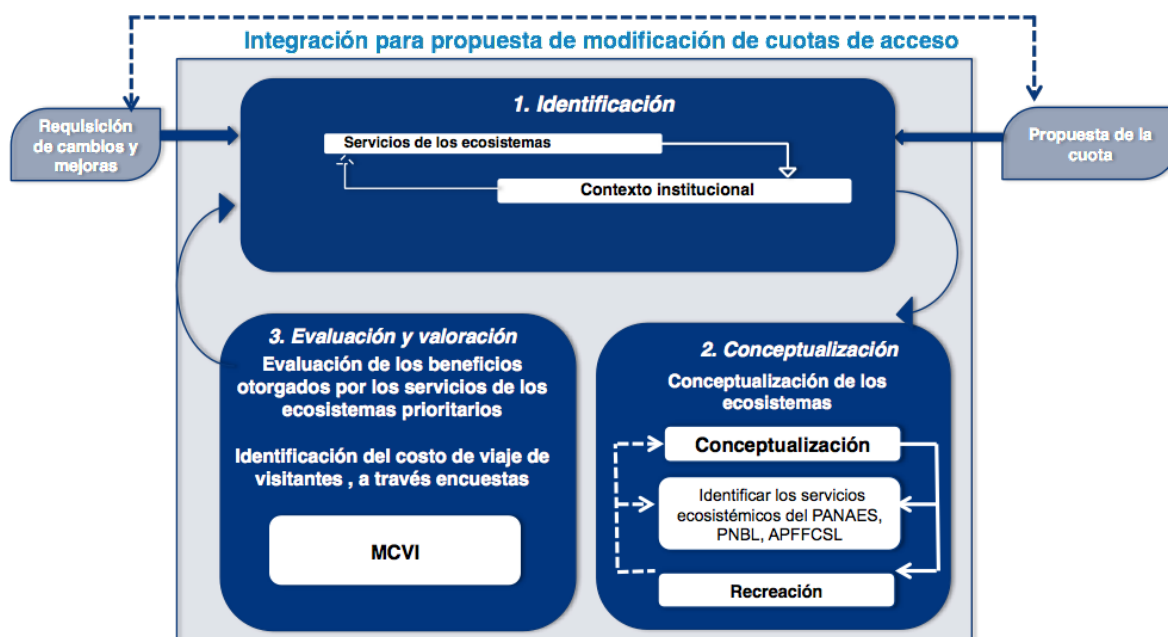 Integración para propuesta de modificación de cuotas de acceso
1. Identificación
Requisición
de cambios y
mejoras
Servicios de los ecosistemas
Contexto institucional
Propuesta de la
cuota
3. Evaluación y valoración
Evaluación de los beneficios
otorgados por los servicios de los
ecosistemas prioritarios
Identificación del costo de viaje de
visitantes , a través encuestas
MCVI
2. Conceptualización
Conceptualización de los
ecosistemas
Conceptualización
Identificar los servicios
ecosistémicos del PANAES,
PNBL, APFFCSL
Recreación